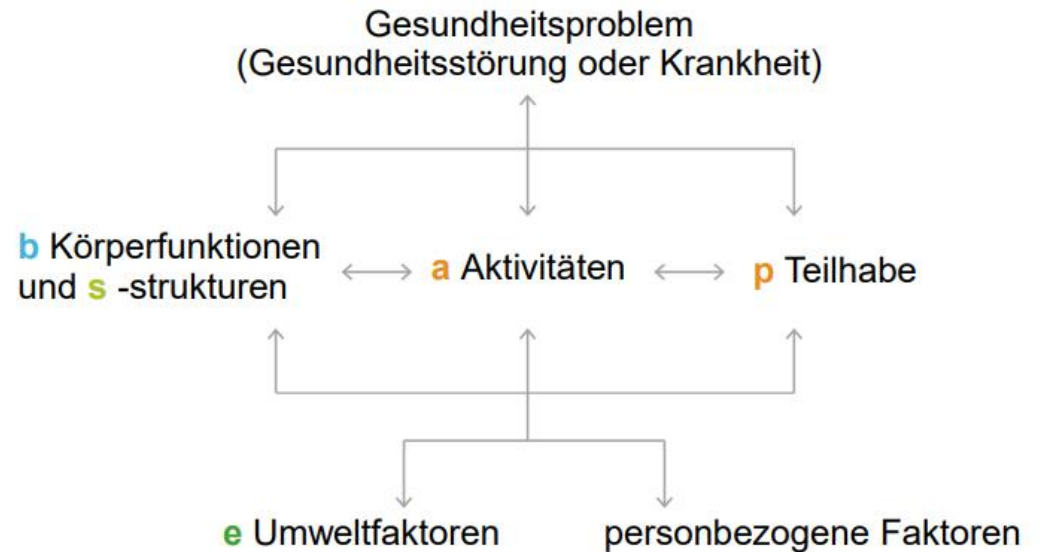 Gesundheitsproblem
(Gesundheitsstörung oder Krankheit)
b Körperfunktionen
und s -strukturen
a Aktivitäten
p Teilhabe
e Umweltfaktoren
personbezogene Faktoren